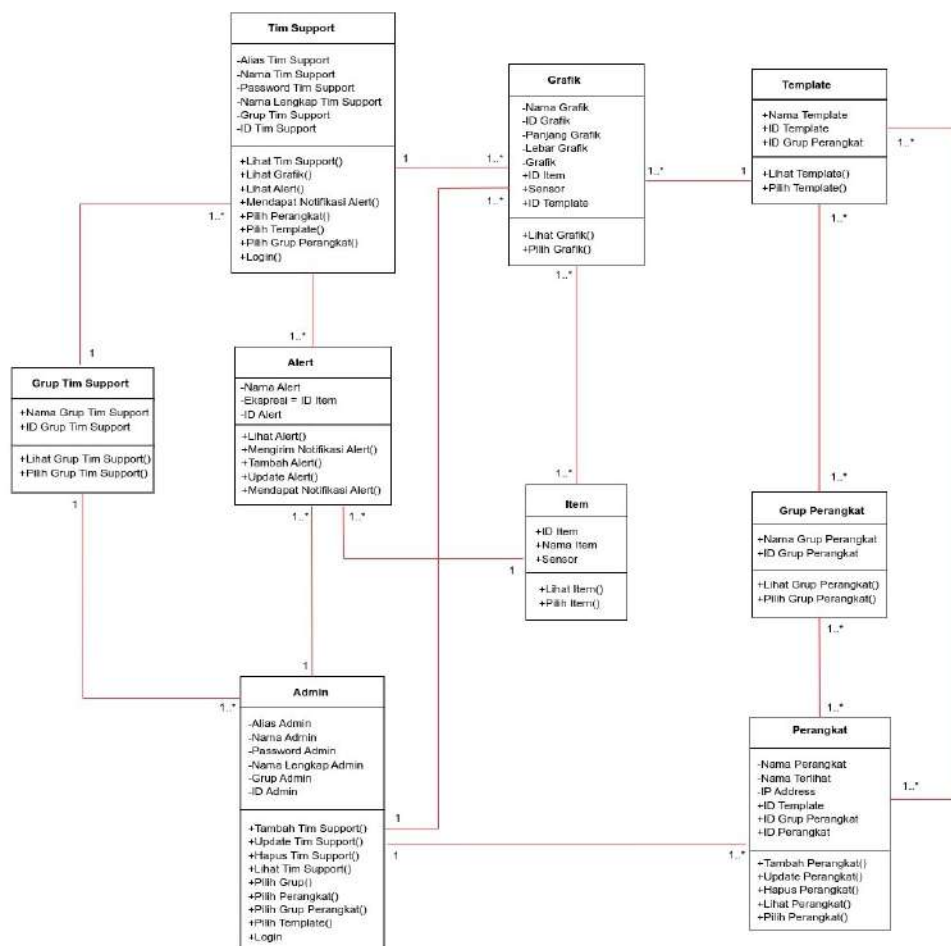 Tim Support
-Alias Tim Support
-Nama Tim Support
-Password Tim Support
-Nama Lengkap Tim Support
-Grup Tim Support
-ID Tim Support
+Lihat Tim Support()
+Lihat Grafik()
+Lihat Alert()
+Mendapat Notifikasi Alert()
+Pilih Perangkat()
+Pilih Template()
+Pilih Grup Perangkat()
+Login()
1
1..*
1..*
1..*
1..*
Grafik
-Nama Grafik
-ID Grafik
-Panjang Grafik
-Lebar Grafik
-Grafik
+ID Item
+Sensor
+ID Template
+Lihat Grafik()
+Pilih Grafik()
1..*
1
1..*
Template
+Nama Template
+ID Template
+ID Grup Perangkat
+Lihat Template()
+Pilih Template()
1..*
1..*
1
Grup Tim Support
+Nama Grup Tim Support
+ID Grup Tim Support
+Lihat Grup Tim Support()
+Pilih Grup Tim Support()
1
Alert
-Nama Alert
-Ekspresi = ID Item
-ID Alert
+Lihat Alert()
+Mengirim Notifikasi Alert()
+Tambah Alert()
+Update Alert()
+Mendapat Notifikasi Alert()
1..*
1..*
1..*
Item
+ID Item
+Nama Item
+Sensor
+Lihat Item()
+Pilih Item()
1
1..*
Grup Perangkat
+Nama Grup Perangkat
+ID Grup Perangkat
+Lihat Grup Perangkat()
+Pilih Grup Perangkat()
1..*
1
1..*
Admin
-Alias Admin
-Nama Admin
-Password Admin
-Nama Lengkap Admin
-Grup Admin
-ID Admin
+Tambah Tim Support()
+Update Tim Support()
+Hapus Tim Support()
+Lihat Tim Support()
+Pilih Grup()
+Pilih Perangkat()
+Pilih Grup Perangkat()
+Pilih Template()
+Login
1
1
1..*
1..*
Perangkat
-Nama Perangkat
-Nama Terlihat
-IP Address
+ID Template
+ID Grup Perangkat
+ID Perangkat
+Tambah Perangkat()
+Update Perangkat()
+Hapus Perangkat()
+Lihat Perangkat()
+Pilih Perangkat()
1..*